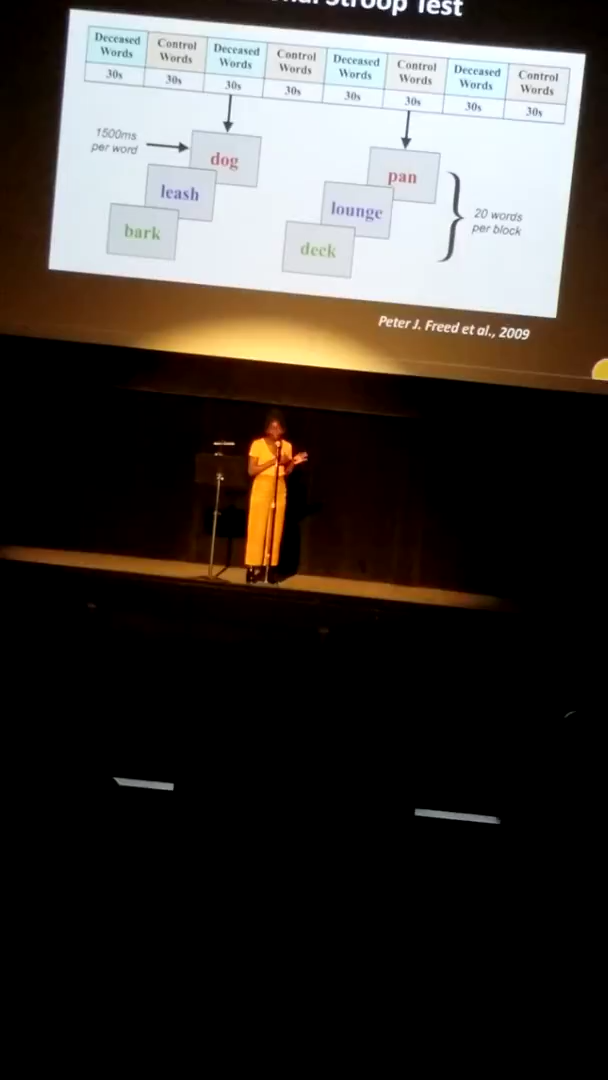 Stroop Test
Deceased Words Control Words Deceased Words Control Words Deceased Words Control Words Deceased Words Control Words
30s 30s 30s 30s 30s 30s 30s 30s
1500ms
per word
dog
leash
bark
pan
lounge
deck
20 words
per block
Peter J. Freed et al., 2009